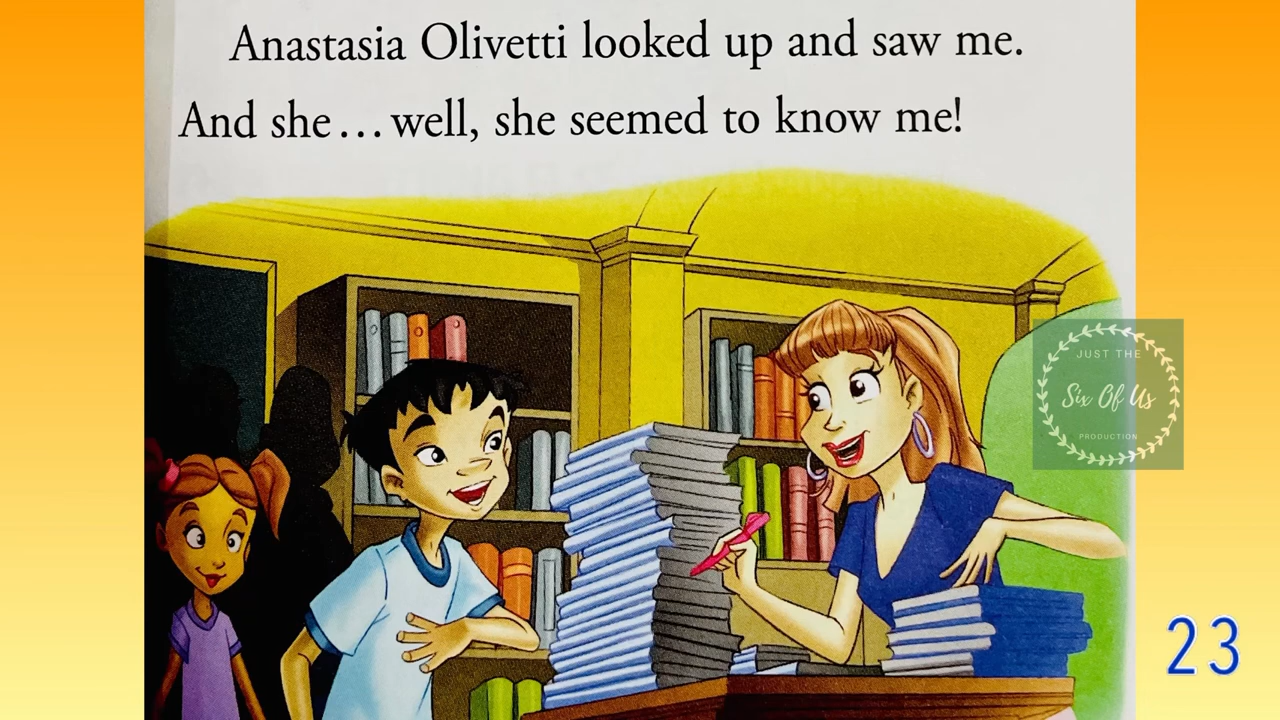 Anastasia Olivetti looked up and saw me.
And she...well, she seemed to know me!
JUST THE
Six Of Us
PRODUCTION
23